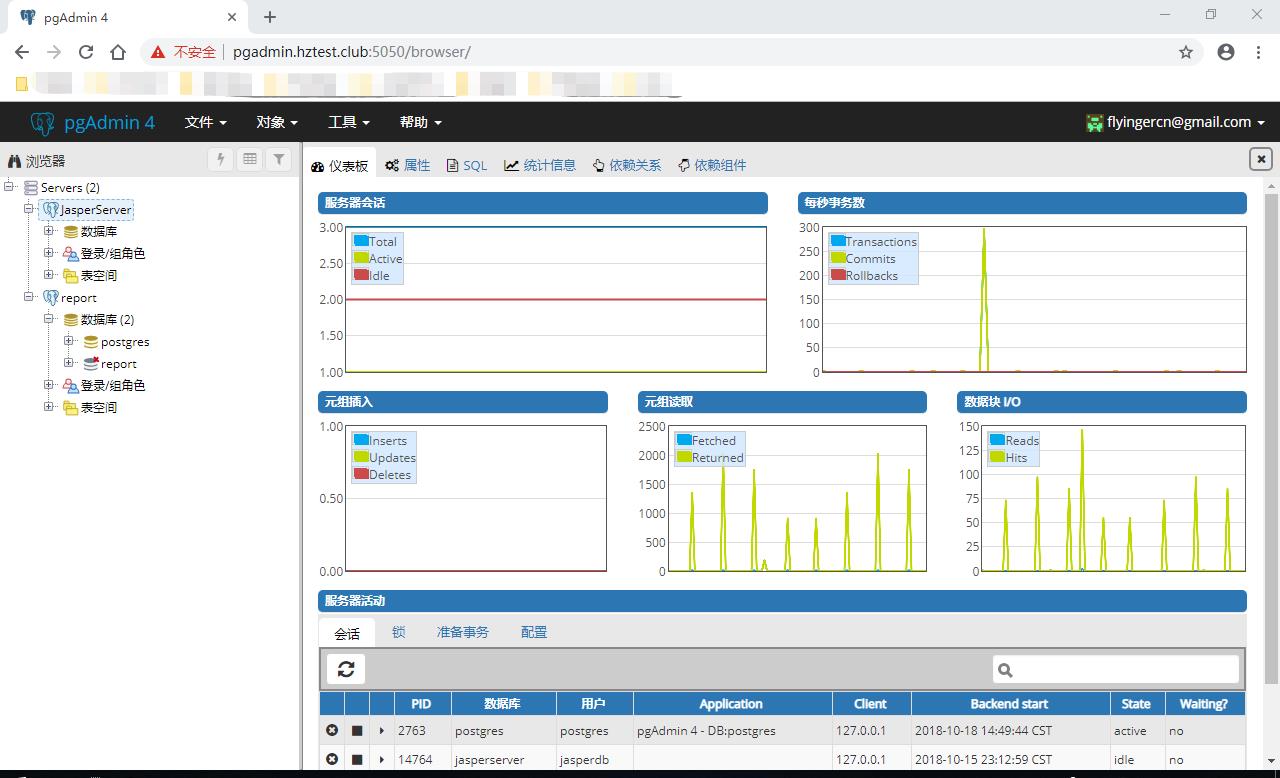 pgAdmin 4
不安全 pgadmin.hztest.club:5050/browser/
pgAdmin 4 文件 对象 工具 帮助 flyingercn@gmail.com
浏览器
Servers (2)
JasperServer
数据库
登录/组角色
表空间
report
数据库 (2)
postgres
report
登录/组角色
表空间
仪表板 属性 SQL 统计信息 依赖关系 依赖组件
服务器会话
3.00
2.50
2.00
1.50
1.00
Total
Active
Idle
每秒事务数
300
250
200
150
100
50
0
Transactions
Commits
Rollbacks
元组插入
1.00
0.50
0.00
Inserts
Updates
Deletes
元组读取
2500
2000
1500
1000
500
0
Fetched
Returned
数据块 I/O
150
125
100
75
50
25
0
Reads
Hits
服务器活动
会话 锁 准备事务 配置
PID 数据库 用户 Application Client Backend start State Waiting?
2763 postgres postgres pgAdmin 4 - DB:postgres 127.0.0.1 2018-10-18 14:49:44 CST active no
14764 jasperserver jasperdb 127.0.0.1 2018-10-15 23:12:59 CST idle no